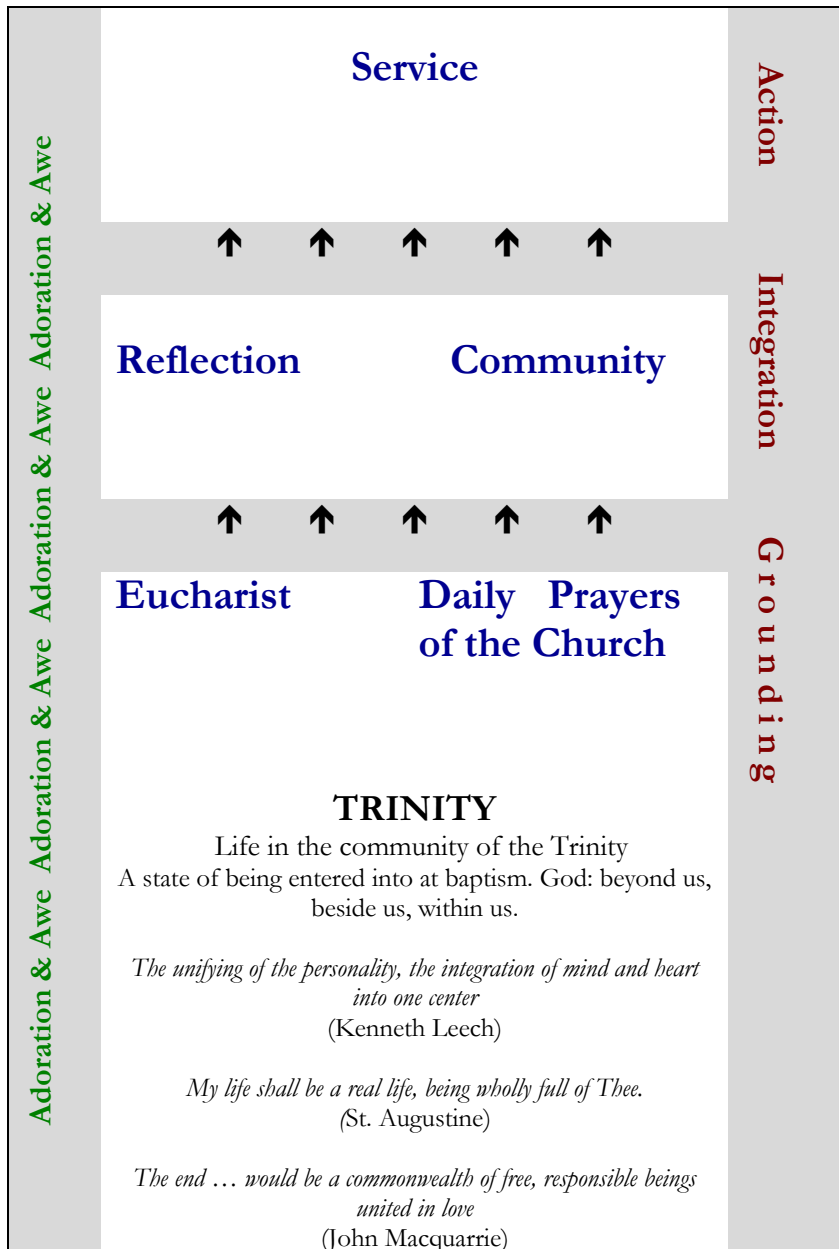 Service
Action
Adoration & Awe Adoration & Awe Adoration & Awe Adoration & Awe
🡹 🡹 🡹 🡹 🡹
Integration
Reflection Community
🡹 🡹 🡹 🡹 🡹
Grounding
Eucharist Daily Prayers
of the Church
TRINITY
Life in the community of the Trinity
A state of being entered into at baptism. God: beyond us,
beside us, within us.
The unifying of the personality, the integration of mind and heart
into one center
(Kenneth Leech)
My life shall be a real life, being wholly full of Thee.
(St. Augustine)
The end … would be a commonwealth of free, responsible beings
united in love
(John Macquarrie)